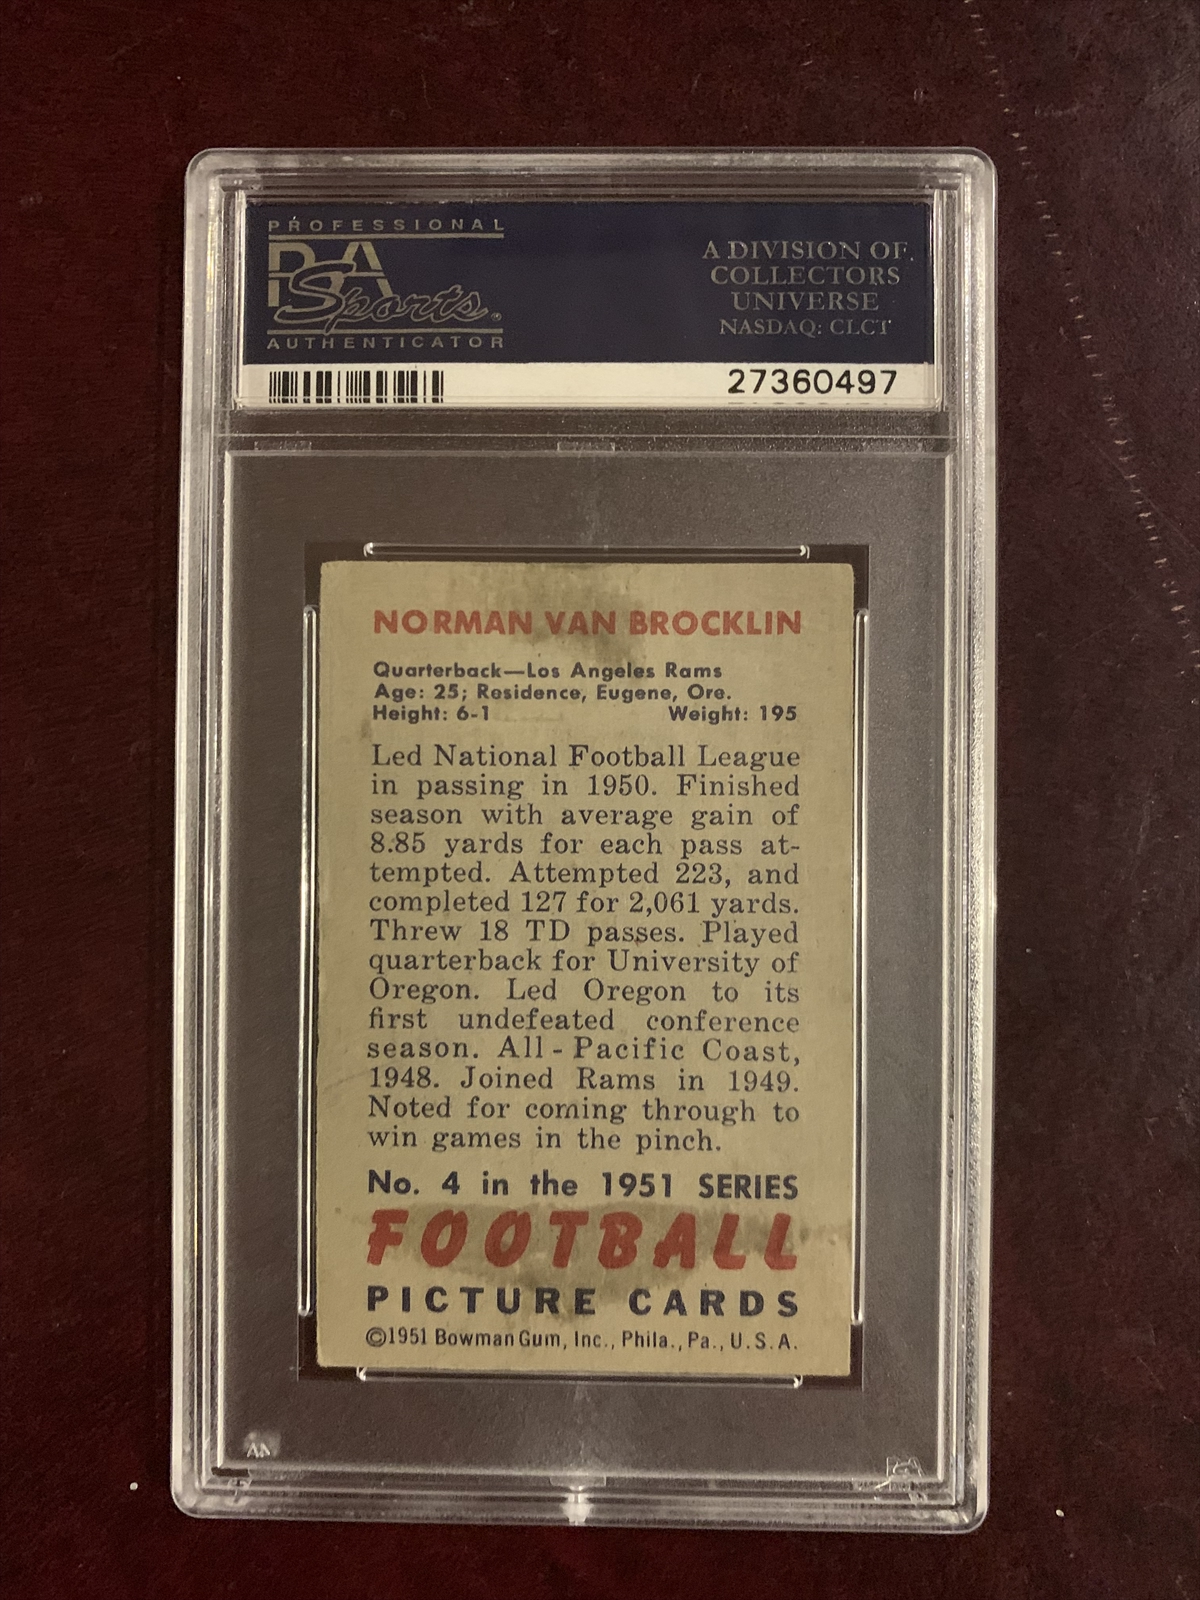 PROFESSIONAL
PSA
Sports
AUTHENTICATOR
A DIVISION OF
COLLECTORS
UNIVERSE
NASDAQ: CLCT
27360497
NORMAN VAN BROCKLIN
Quarterback—Los Angeles Rams
Age: 25; Residence, Eugene, Ore.
Height: 6-1 Weight: 195
Led National Football League
in passing in 1950. Finished
season with average gain of
8.85 yards for each pass at-
tempted. Attempted 223, and
completed 127 for 2,061 yards.
Threw 18 TD passes. Played
quarterback for University of
Oregon. Led Oregon to its
first undefeated conference
season. All-Pacific Coast,
1948. Joined Rams in 1949.
Noted for coming through to
win games in the pinch.
No. 4 in the 1951 SERIES
FOOTBALL
PICTURE CARDS
©1951 Bowman Gum, Inc., Phila., Pa., U.S.A.